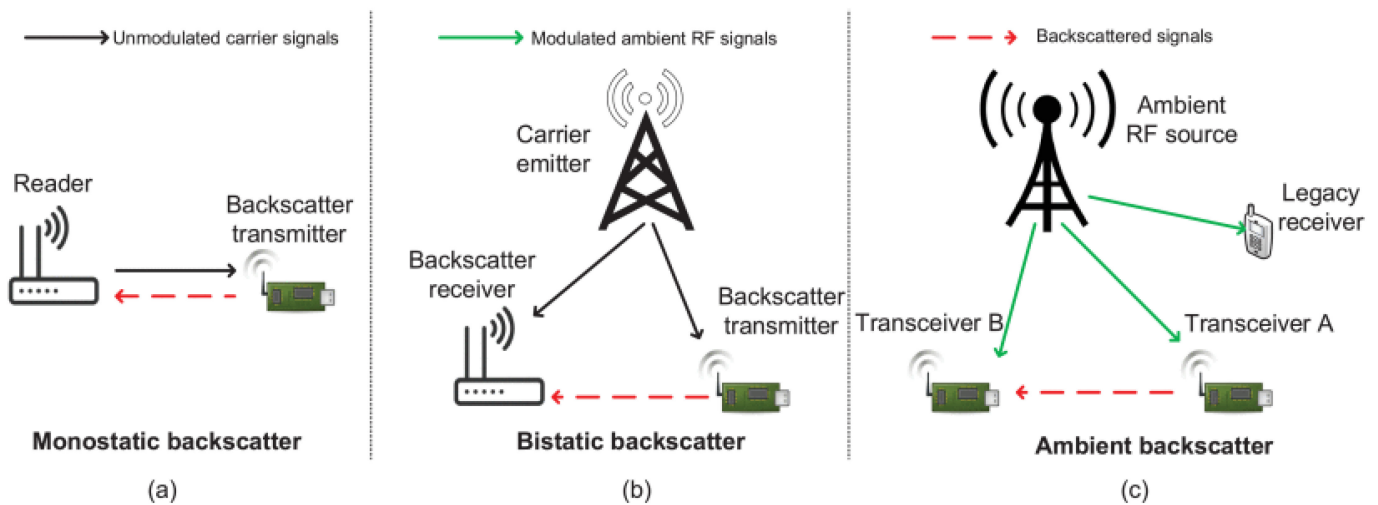 Unmodulated carrier signals
Modulated ambient RF signals
Backscattered signals
Reader
Backscatter
transmitter
Monostatic backscatter
(a)
Carrier
emitter
Backscatter
receiver
Backscatter
transmitter
Bistatic backscatter
(b)
Ambient
RF source
Legacy
receiver
Transceiver B
Transceiver A
Ambient backscatter
(c)